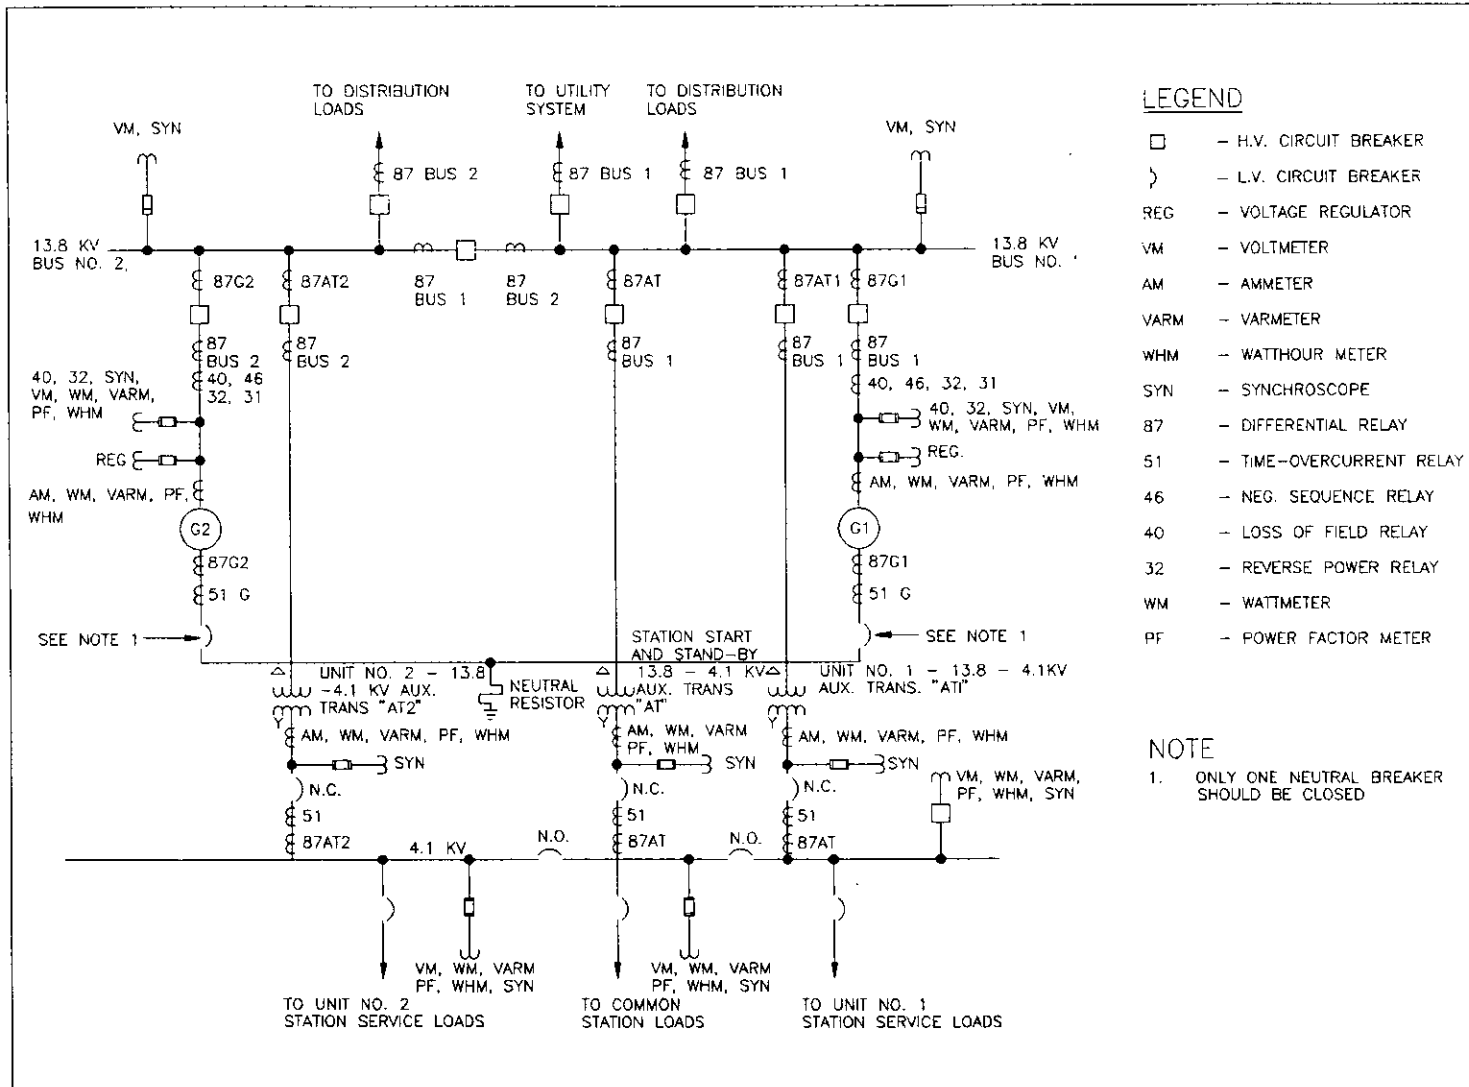 TO DISTRIBUTION
LOADS
TO UTILITY
SYSTEM
TO DISTRIBUTION
LOADS
VM, SYN
VM, SYN
87 BUS 2
87 BUS 1
87 BUS 1
13.8 KV
BUS NO. 2,
13.8 KV
BUS NO.
87G2
87AT2
87
BUS 1
87
BUS 2
87AT
87AT1
87G1
87
BUS 2
87
BUS 2
87
BUS 1
87
BUS 1
87
BUS 1
40, 32, SYN,
VM, WM, VARM,
PF, WHM
40, 46
32, 31
40, 46, 32, 31
40, 32, SYN, VM,
WM, VARM, PF, WHM
REG
REG.
AM, WM, VARM, PF,
WHM
AM, WM, VARM, PF, WHM
G2
G1
87G2
87G1
51 G
51 G
SEE NOTE 1
SEE NOTE 1
STATION START
AND STAND-BY
13.8 - 4.1 KV
AUX. TRANS
"AT"
UNIT NO. 2 - 13.8
-4.1 KV AUX.
TRANS "AT2"
NEUTRAL
RESISTOR
UNIT NO. 1 - 13.8 - 4.1KV
AUX. TRANS. "AT1"
Y
Y
Y
AM, WM, VARM, PF, WHM
AM, WM, VARM
PF, WHM
AM, WM, VARM, PF, WHM
SYN
SYN
SYN
N.C.
N.C.
N.C.
VM, WM, VARM,
PF, WHM, SYN
51
51
51
87AT2
87AT
87AT
4.1 KV
N.O.
N.O.
VM, WM, VARM
PF, WHM, SYN
VM, WM, VARM
PF, WHM, SYN
TO UNIT NO. 2
STATION SERVICE LOADS
TO COMMON
STATION LOADS
TO UNIT NO. 1
STATION SERVICE LOADS
LEGEND
- H.V. CIRCUIT BREAKER
- L.V. CIRCUIT BREAKER
REG - VOLTAGE REGULATOR
VM - VOLTMETER
AM - AMMETER
VARM - VARMETER
WHM - WATTHOUR METER
SYN - SYNCHROSCOPE
87 - DIFFERENTIAL RELAY
51 - TIME-OVERCURRENT RELAY
46 - NEG. SEQUENCE RELAY
40 - LOSS OF FIELD RELAY
32 - REVERSE POWER RELAY
WM - WATTMETER
PF - POWER FACTOR METER
NOTE
1. ONLY ONE NEUTRAL BREAKER
SHOULD BE CLOSED